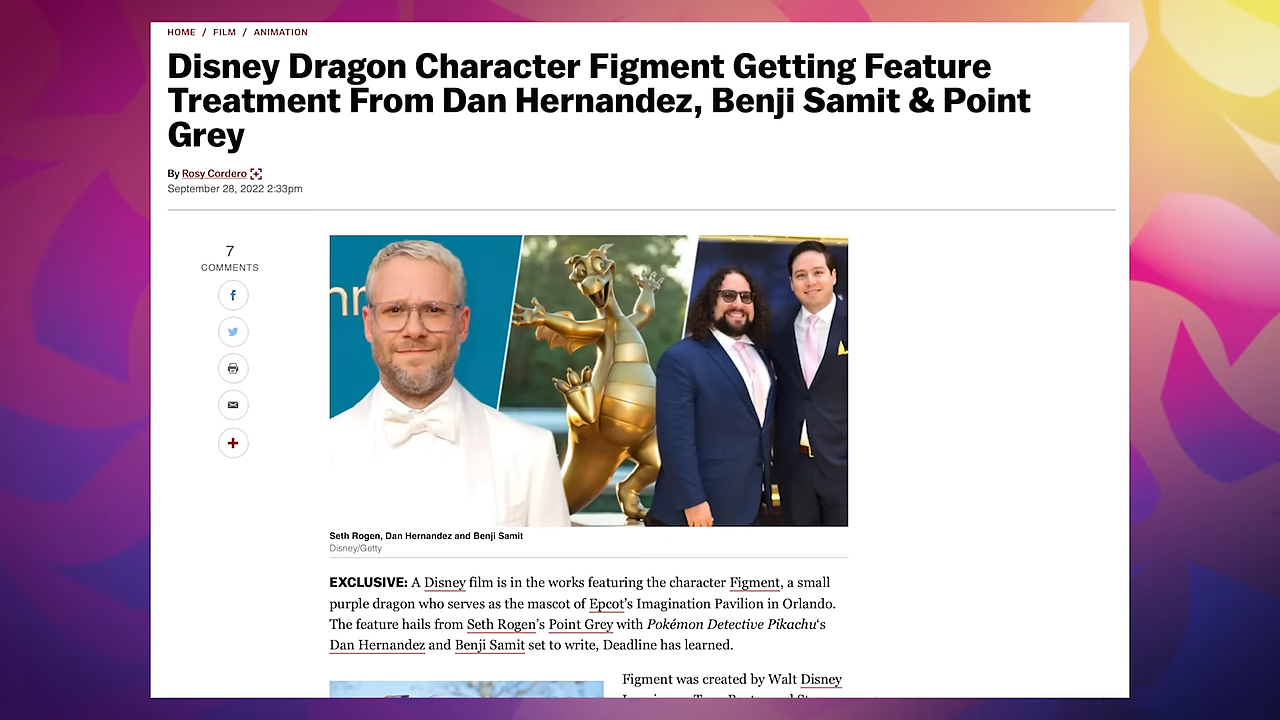 HOME / FILM / ANIMATION
Disney Dragon Character Figment Getting Feature
Treatment From Dan Hernandez, Benji Samit & Point
Grey
By Rosy Cordero
September 28, 2022 2:33pm
7
COMMENTS
Seth Rogen, Dan Hernandez and Benji Samit
Disney/Getty
EXCLUSIVE: A Disney film is in the works featuring the character Figment, a small
purple dragon who serves as the mascot of Epcot's Imagination Pavilion in Orlando.
The feature hails from Seth Rogen's Point Grey with Pokémon Detective Pikachu's
Dan Hernandez and Benji Samit set to write, Deadline has learned.
Figment was created by Walt Disney